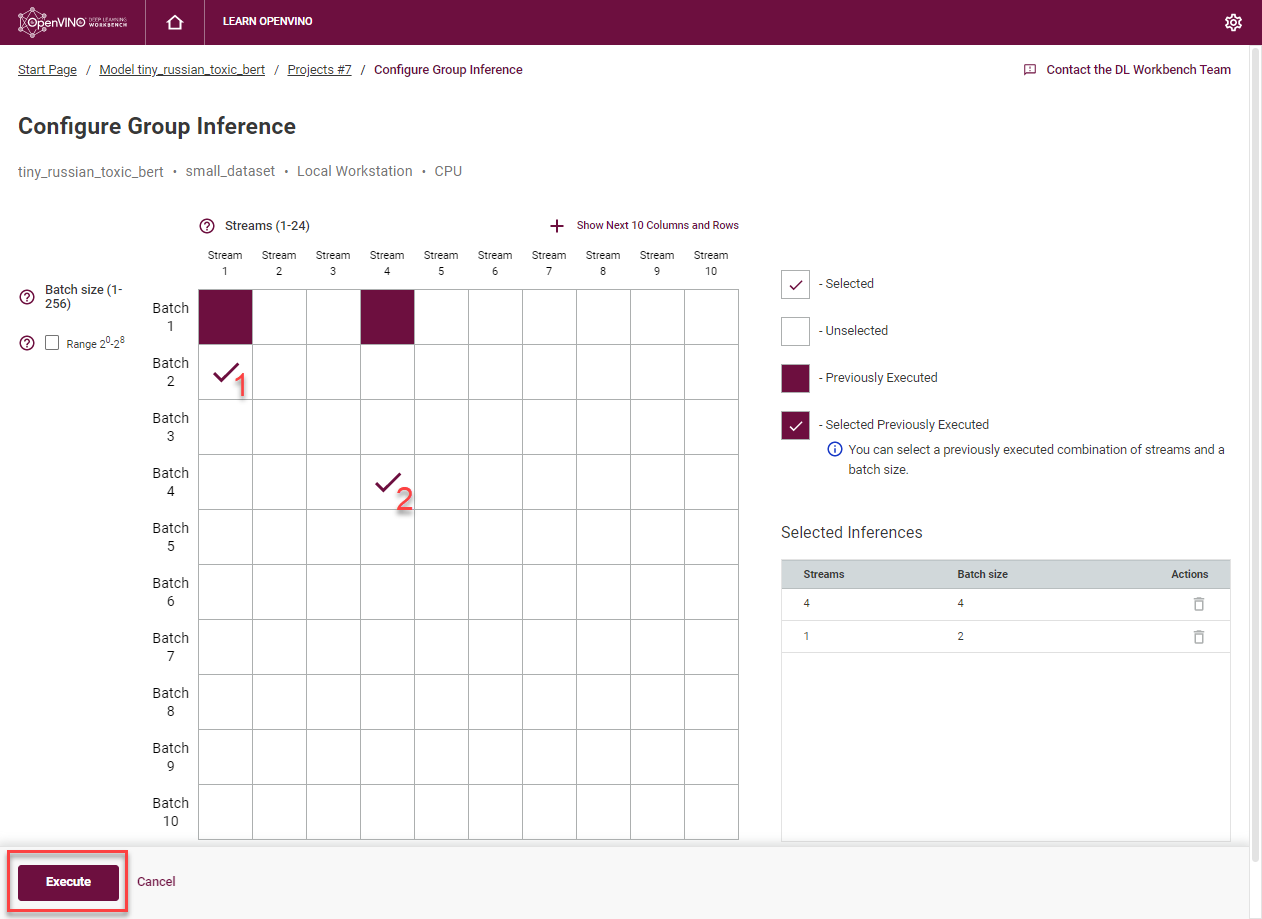 OpenVINO DEEP LEARNING WORKBENCH
LEARN OPENVINO
Start Page / Model tiny_russian_toxic_bert / Projects #7 / Configure Group Inference
Contact the DL Workbench Team
Configure Group Inference
tiny_russian_toxic_bert • small_dataset • Local Workstation • CPU
Streams (1-24)
Show Next 10 Columns and Rows
Stream 1
Stream 2
Stream 3
Stream 4
Stream 5
Stream 6
Stream 7
Stream 8
Stream 9
Stream 10
Batch size (1-
256)
Range 2⁰-2⁸
Batch
1
Batch
2
1
Batch
3
Batch
4
2
Batch
5
Batch
6
Batch
7
Batch
8
Batch
9
Batch
10
- Selected
- Unselected
- Previously Executed
- Selected Previously Executed
You can select a previously executed combination of streams and a
batch size.
Selected Inferences
Streams Batch size Actions
4 4
1 2
Execute
Cancel